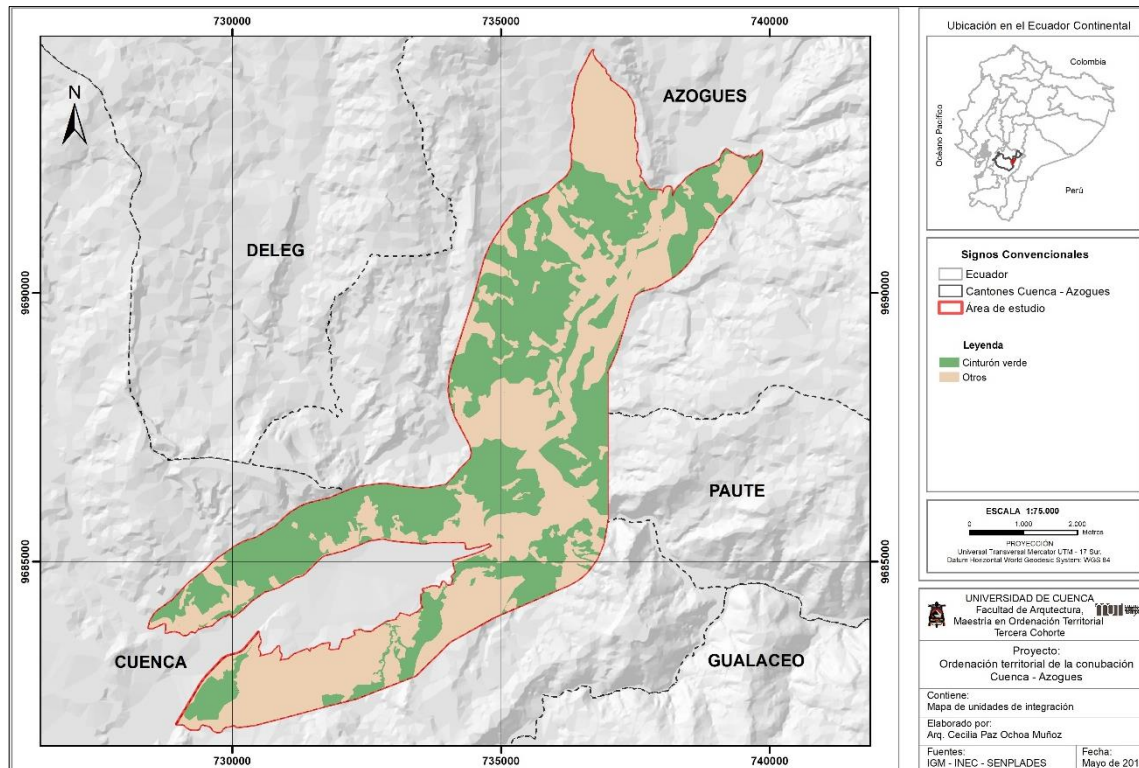 730000
735000
740000
N
AZOGUES
DELEG
9690000
9690000
PAUTE
9685000
9685000
CUENCA
GUALACEO
730000
735000
740000
Ubicación en el Ecuador Continental
Colombia
Océano Pacífico
Perú
Signos Convencionales
Ecuador
Cantones Cuenca - Azogues
Área de estudio
Leyenda
Cinturón verde
Otros
ESCALA 1:75.000
0 1.000 2.000
Metros
PROYECCIÓN
Universal Transversal Mercator UTM - 17 Sur.
Datum Horizontal World Geodesic System: WGS 84
UNIVERSIDAD DE CUENCA
Facultad de Arqutectura,
Maestria en Ordenación Territorial
Tercera Cohorte
Proyecto:
Ordenación territorial de la conubación
Cuenca - Azogues
Contiene:
Mapa de unidades de integración
Elaborado por:
Arq. Cecilia Paz Ochoa Muñoz
Fuentes:
IGM - INEC - SENPLADES
Fecha:
Mayo de 201